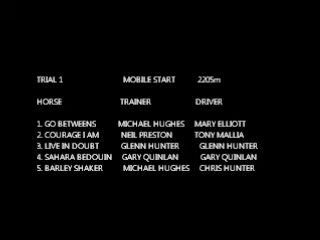 TRIAL 1 MOBILE START 2205m
HORSE TRAINER DRIVER
1. GO BETWEENS MICHAEL HUGHES MARY ELLIOTT
2. COURAGE I AM NEIL PRESTON TONY MALLIA
3. LIVE IN DOUBT GLENN HUNTER GLENN HUNTER
4. SAHARA BEDOUIN GARY QUINLAN GARY QUINLAN
5. BARLEY SHAKER MICHAEL HUGHES CHRIS HUNTER